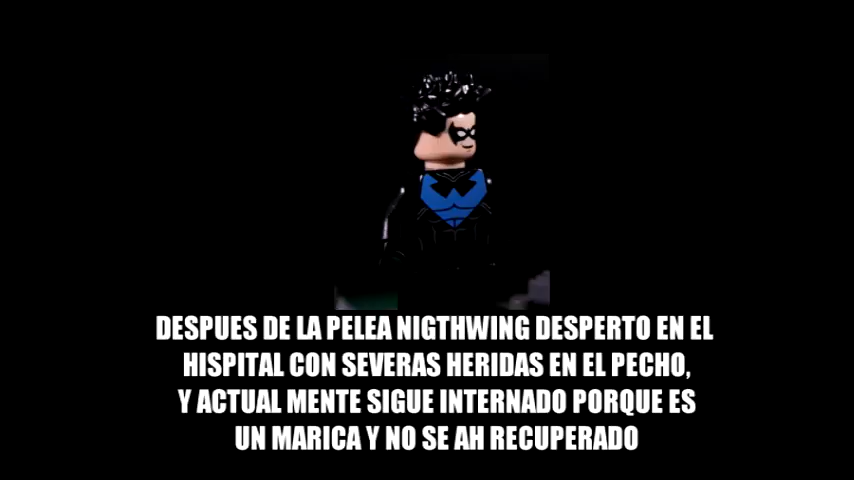 DESPUES DE LA PELEA NIGTHWING DESPERTO EN EL
HISPITAL CON SEVERAS HERIDAS EN EL PECHO,
Y ACTUAL MENTE SIGUE INTERNADO PORQUE ES
UN MARICA Y NO SE AH RECUPERADO